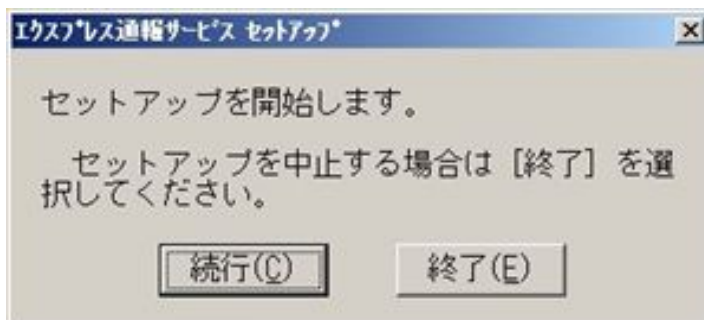 ｴｸｽﾌﾟﾚｽ通報ｻｰﾋﾞｽ ｾｯﾄｱｯﾌﾟ
セットアップを開始します。
セットアップを中止する場合は［終了］を選
択してください。
続行(C)
終了(E)